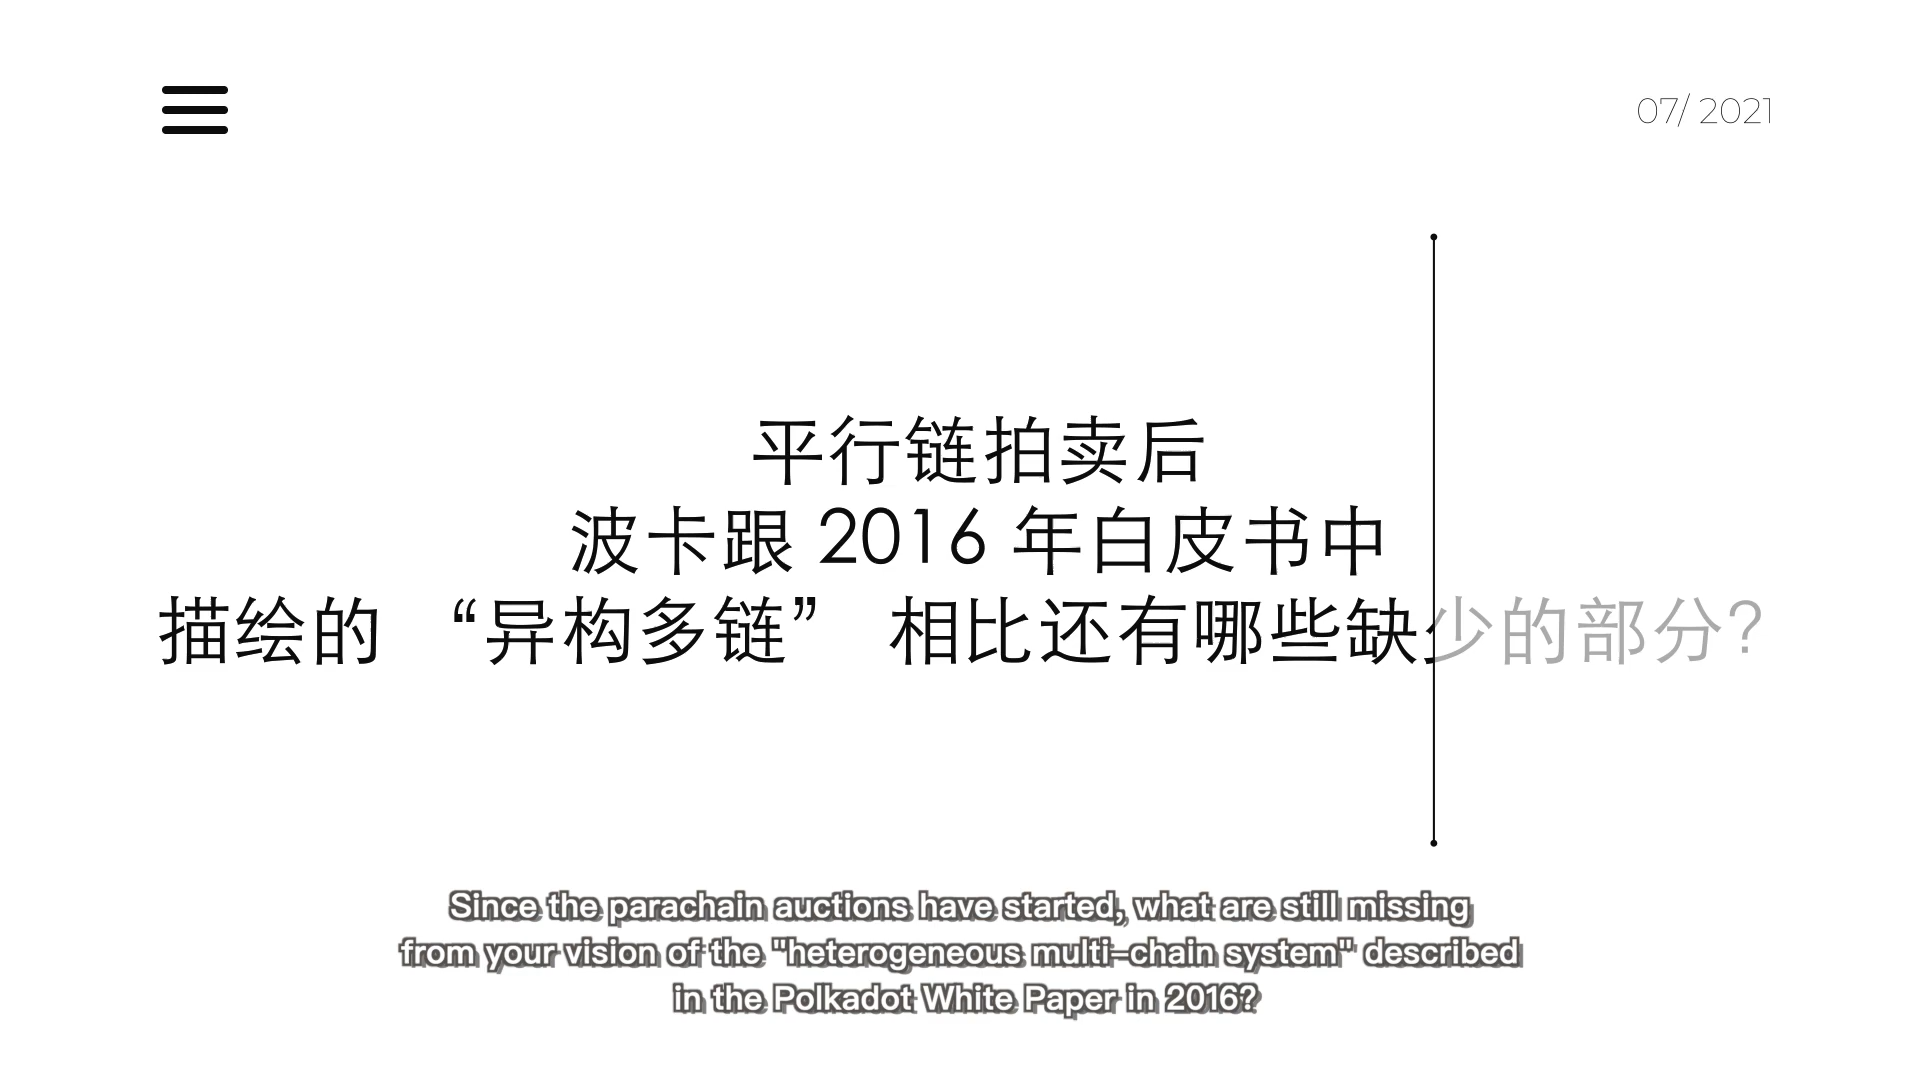 07/ 2021
平行链拍卖后
波卡跟 2016 年白皮书中
描绘的 “异构多链” 相比还有哪些缺少的部分?
Since the parachain auctions have started, what are still missing
from your vision of the "heterogeneous multi-chain system" described
in the Polkadot White Paper in 2016?